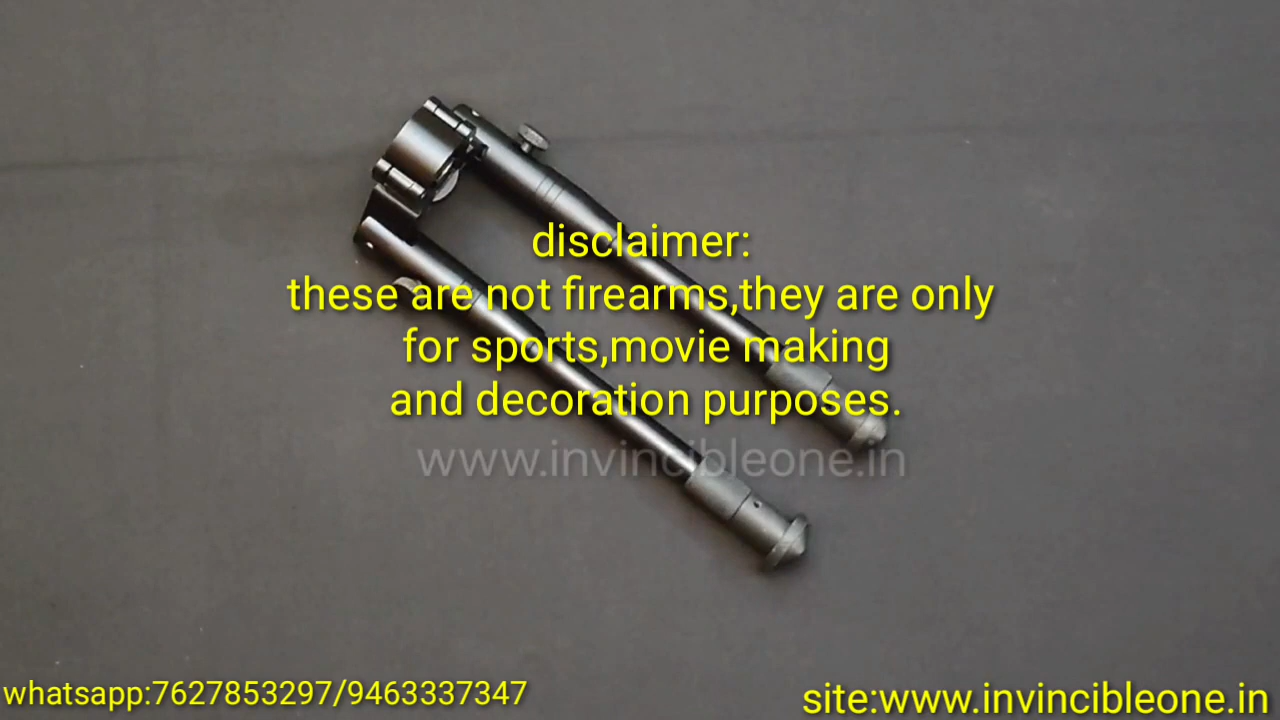 disclaimer:
these are not firearms,they are only
for sports,movie making
and decoration purposes.
www.invincibleone.in
whatsapp:7627853297/9463337347
site:www.invincibleone.in